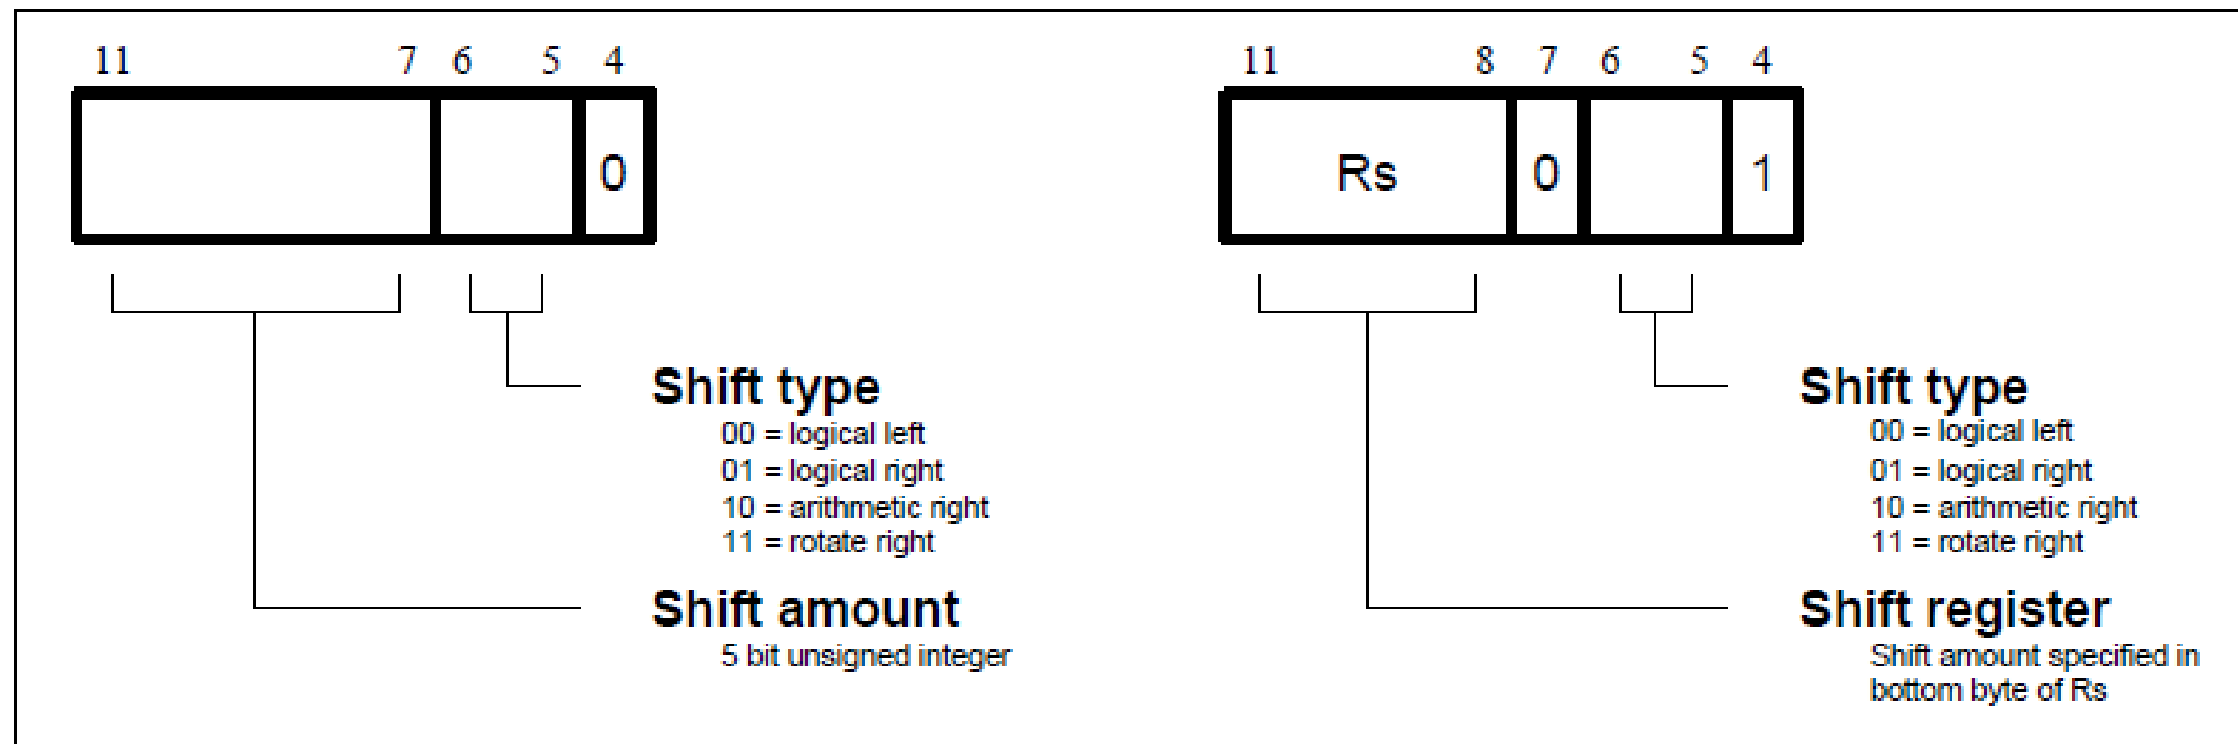 11 7 6 5 4
0
Shift type
00 = logical left
01 = logical right
10 = arithmetic right
11 = rotate right
Shift amount
5 bit unsigned integer
11 8 7 6 5 4
Rs 0 1
Shift type
00 = logical left
01 = logical right
10 = arithmetic right
11 = rotate right
Shift register
Shift amount specified in
bottom byte of Rs